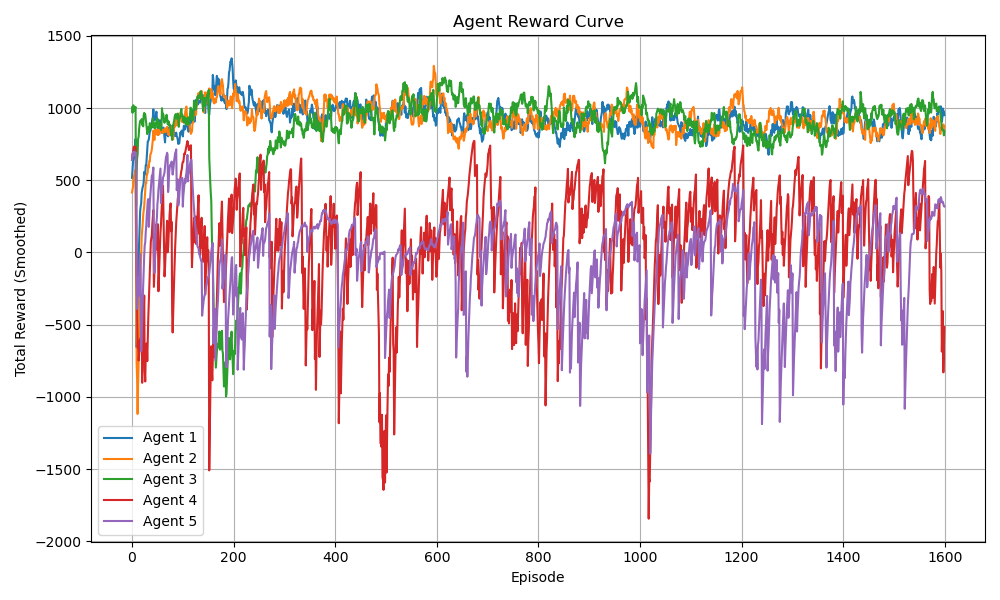 Agent Reward Curve
Total Reward (Smoothed)
1500
1000
500
0
−500
−1000
−1500
−2000
Agent 1
Agent 2
Agent 3
Agent 4
Agent 5
0 200 400 600 800 1000 1200 1400 1600
Episode